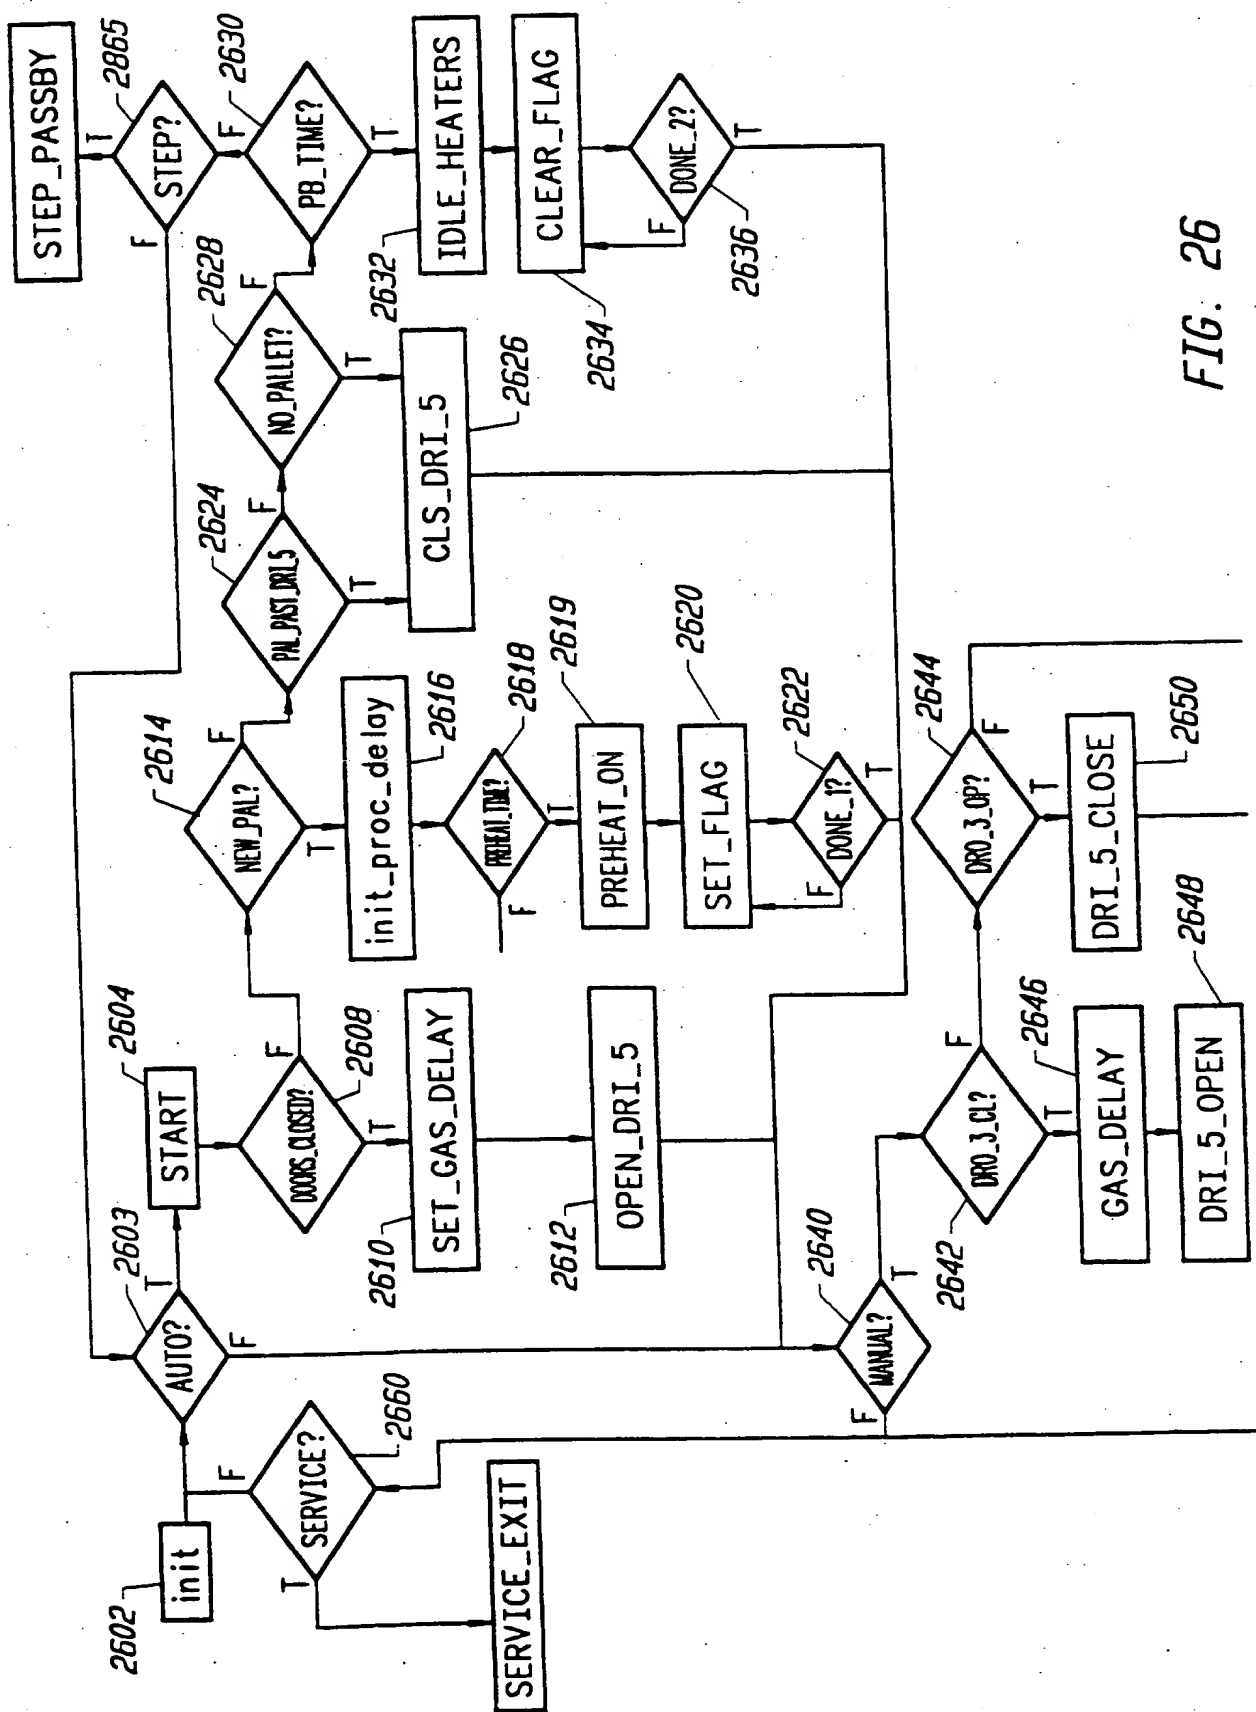 2602
init
2603
AUTO?
T
F
2604
START
DOORS_CLOSED?
2608
F
T
2610
SET_GAS_DELAY
2612
OPEN_DRI_5
2614
NEW_PAL?
F
T
init_proc_delay
2616
PREHEAT_TIME?
2618
F
T
PREHEAT_ON
2619
SET_FLAG
2620
DONE_1?
2622
F
T
2624
PAL_PAST_DRI_5
F
T
CLS_DRI_5
2626
2628
NO_PALLET?
F
T
2630
PB_TIME?
F
T
STEP?
2865
F
T
STEP_PASSBY
2632
IDLE_HEATERS
2634
CLEAR_FLAG
DONE_2?
2636
F
T
SERVICE?
2660
F
T
SERVICE_EXIT
2640
MANUAL?
F
T
2642
DRO_3_CL?
F
T
GAS_DELAY
2646
DRI_5_OPEN
2648
2644
DRO_3_OP?
F
T
DRI_5_CLOSE
2650
FIG. 26